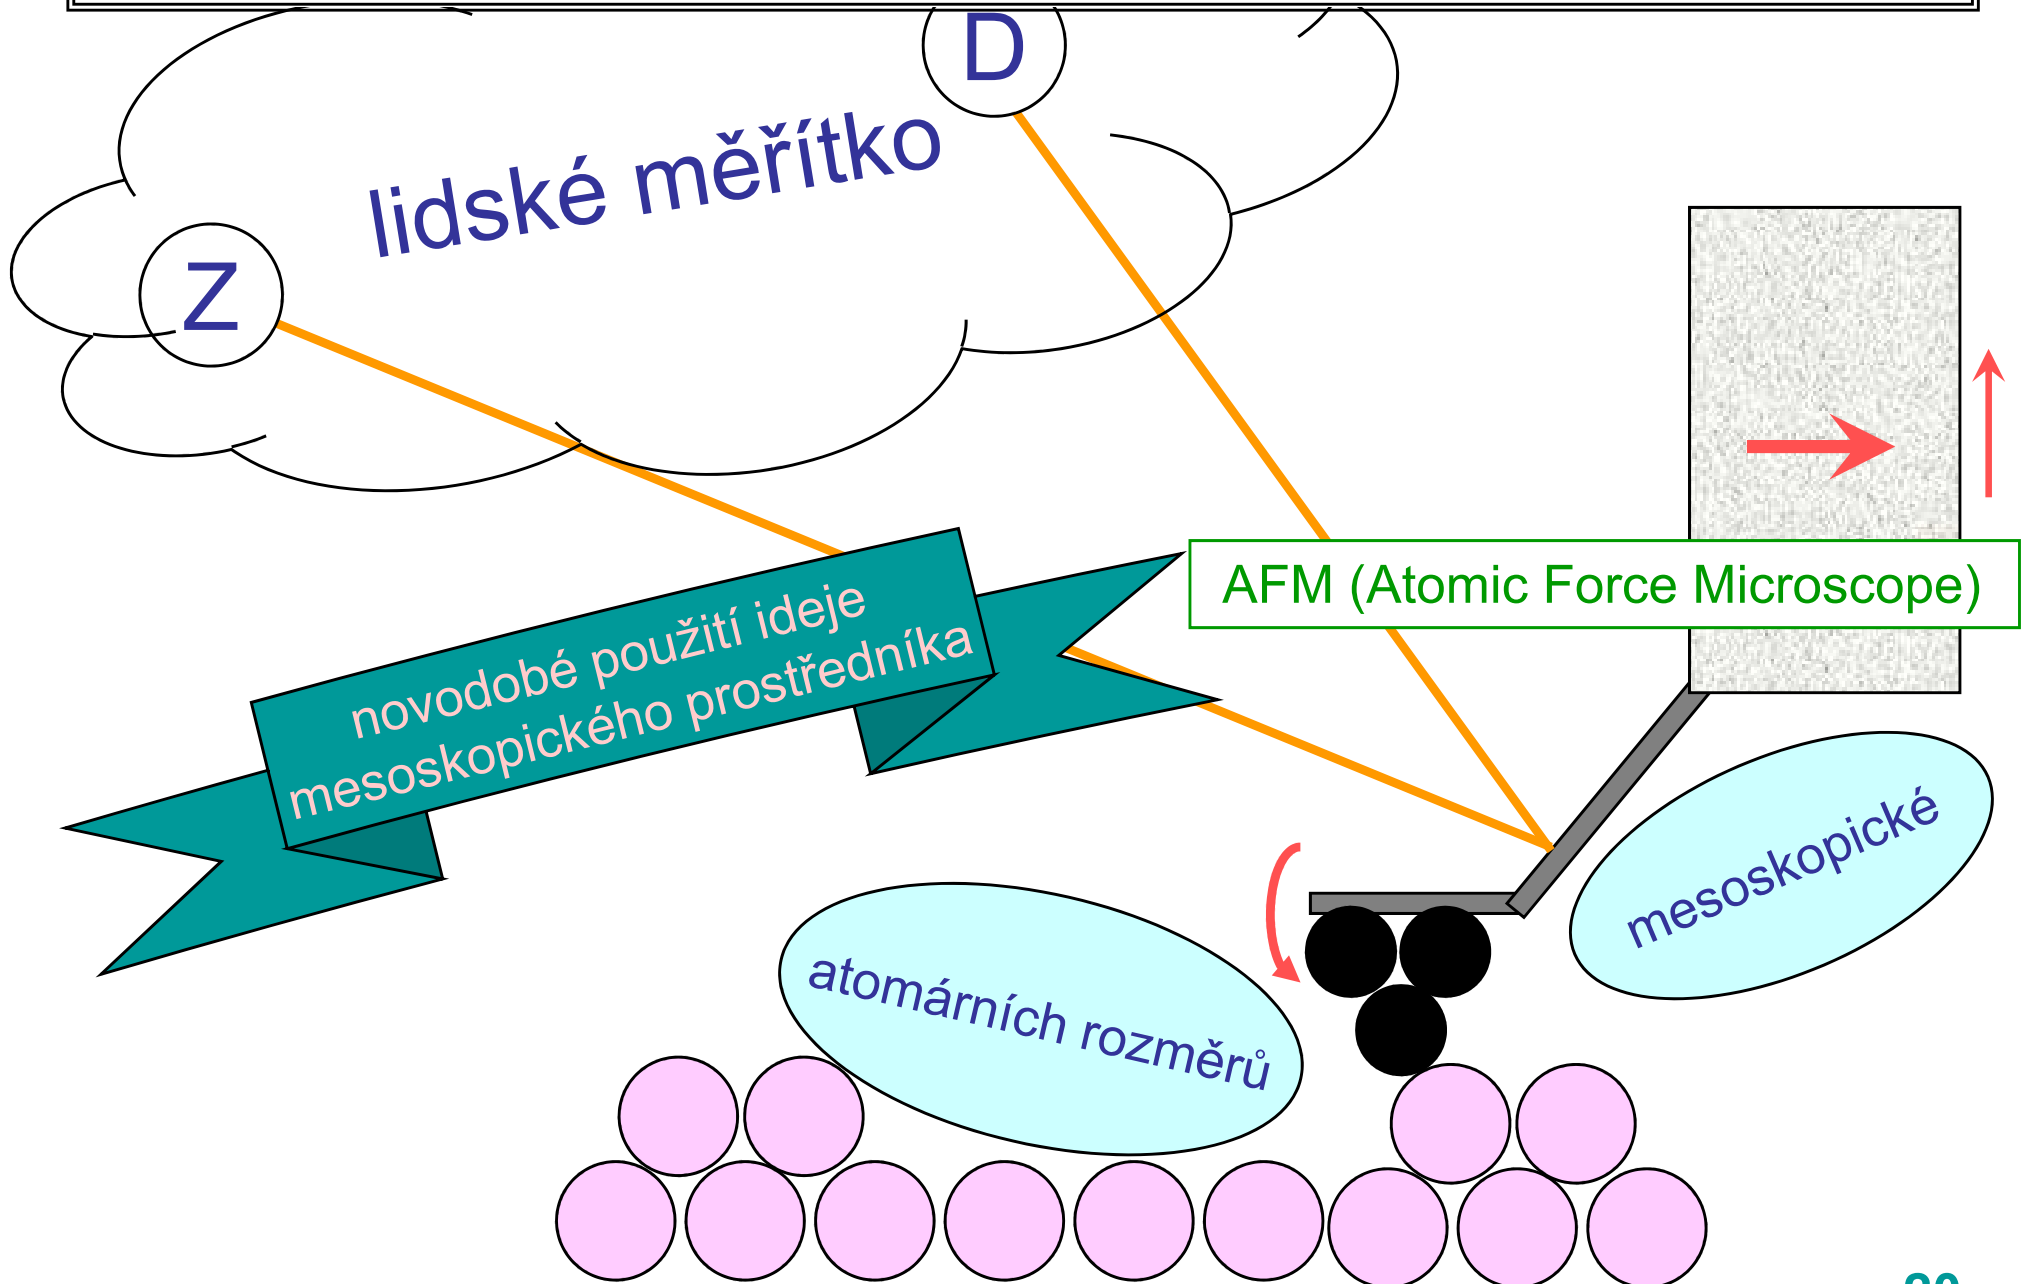 D
lidské měřítko
Z
AFM (Atomic Force Microscope)
novodobé použití ideje
mesoskopického prostředníka
mesoskopické
atomárních rozměrů